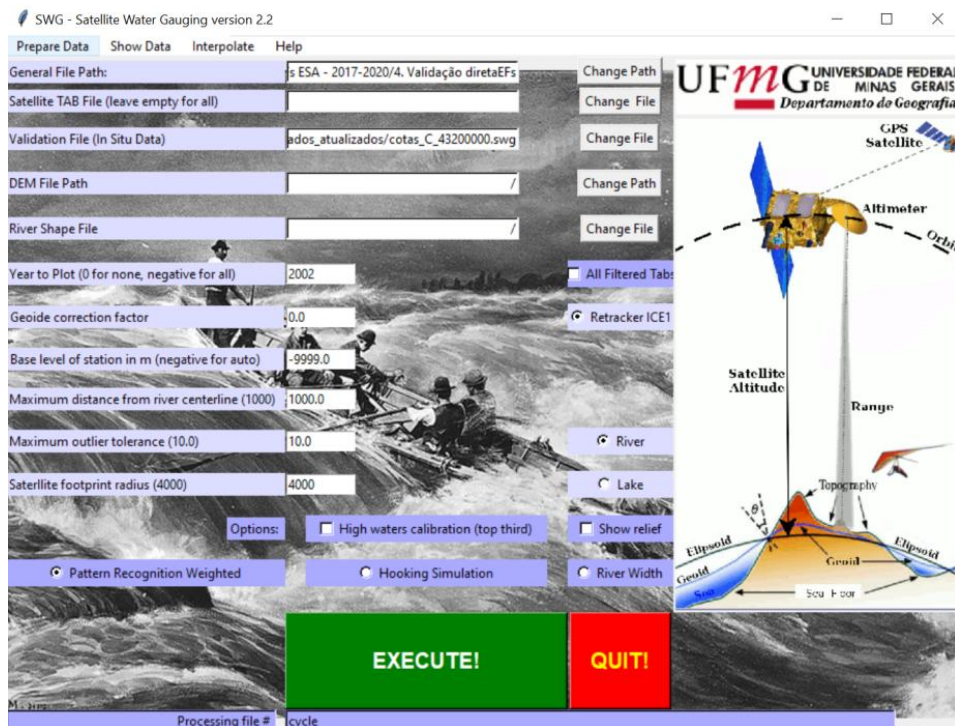 SWG - Satellite Water Gauging version 2.2
Prepare Data Show Data Interpolate Help
General File Path: s ESA - 2017-2020/4. Validação diretaEFs Change Path
Satellite TAB File (leave empty for all) Change File
Validation File (In Situ Data) ados_atualizados/cotas_C_43200000.swg Change File
DEM File Path / Change Path
River Shape File / Change File
Year to Plot (0 for none, negative for all) 2002 All Filtered Tabs
Geoide correction factor 0.0 Retracker ICE1
Base level of station in m (negative for auto) -9999.0
Maximum distance from river centerline (1000) 1000.0
Maximum outlier tolerance (10.0) 10.0 River
Saterllite footprint radius (4000) 4000 Lake
Options: High waters calibration (top third) Show relief
Pattern Recognition Weighted Hooking Simulation River Width
EXECUTE! QUIT!
Processing file # cycle
UFmG UNIVERSIDADE FEDERAL
DE MINAS GERAIS
Departamento de Geografia
GPS
Satellite
Altimeter
Orbit
Satellite
Altitude
Range
Topography
θ
Elipsoid
Elipsoid
Geoid
Geoid
Sea
Sea Floor